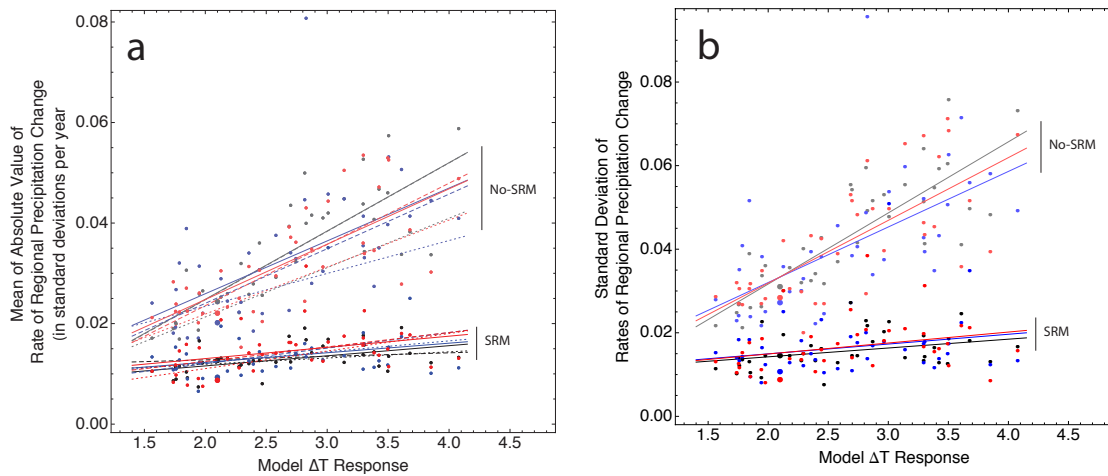 a
Mean of Absolute Value of
Rate of Regional Precipitation Change
(in standard deviations per year
0.08
0.06
0.04
0.02
0.00
No-SRM
SRM
1.5 2.0 2.5 3.0 3.5 4.0 4.5
Model ΔT Response
b
Standard Deviation of
Rates of Regional Precipitation Change
0.08
0.06
0.04
0.02
0.00
No-SRM
SRM
1.5 2.0 2.5 3.0 3.5 4.0 4.5
Model ΔT Response